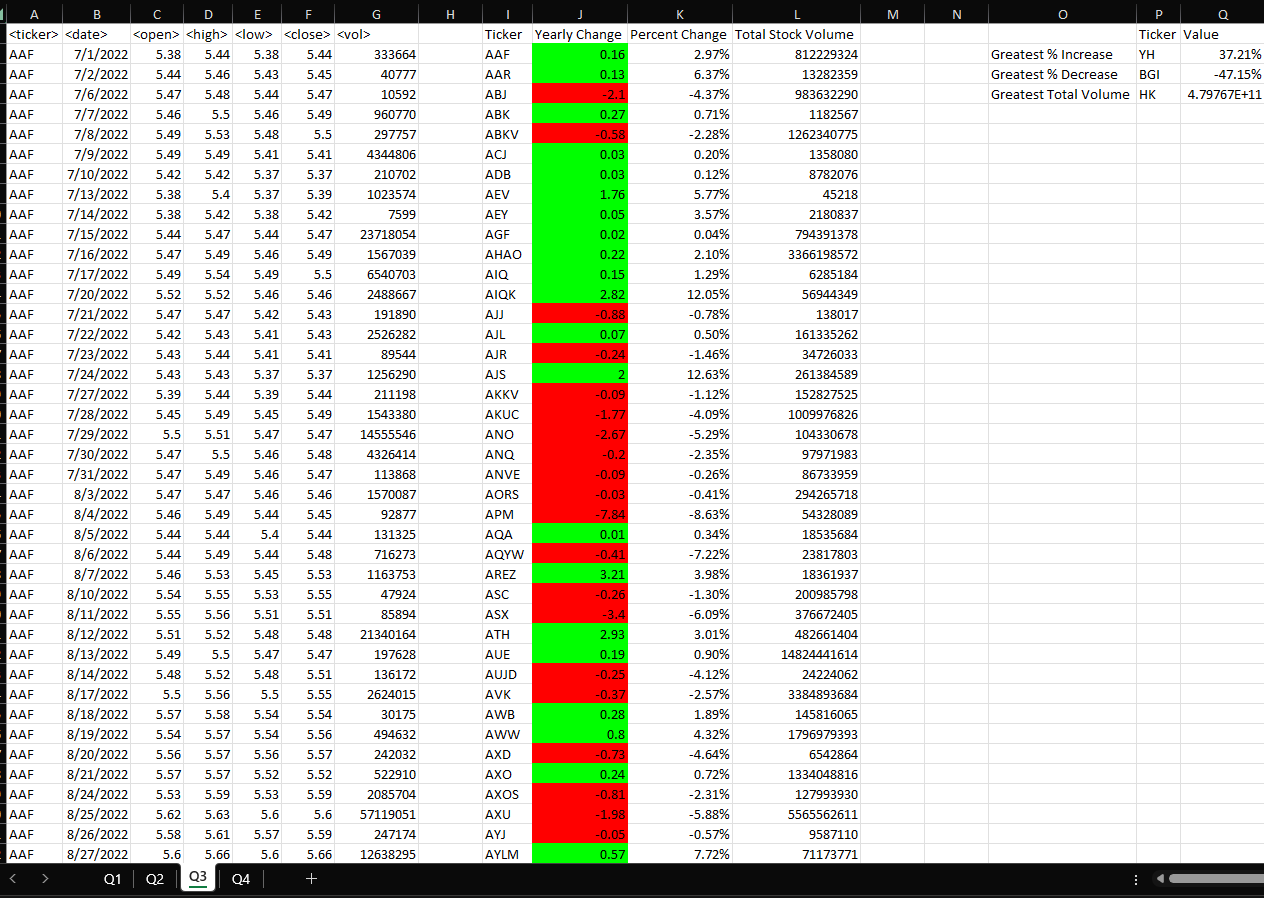 A B C D E F G H I J K L M N O P Q
<ticker> <date> <open> <high> <low> <close> <vol> Ticker Yearly Change Percent Change Total Stock Volume Ticker Value
AAF 7/1/2022 5.38 5.44 5.38 5.44 333664 AAF 0.16 2.97% 812229324 Greatest % Increase YH 37.21%
AAF 7/2/2022 5.44 5.46 5.43 5.45 40777 AAR 0.13 6.37% 13282359 Greatest % Decrease BGI -47.15%
AAF 7/6/2022 5.47 5.48 5.44 5.47 10592 ABJ -2.1 -4.37% 983632290 Greatest Total Volume HK 4.79767E+11
AAF 7/7/2022 5.46 5.5 5.46 5.49 960770 ABK 0.27 0.71% 1182567
AAF 7/8/2022 5.49 5.53 5.48 5.5 297757 ABKV -0.58 -2.28% 1262340775
AAF 7/9/2022 5.49 5.49 5.41 5.41 4344806 ACJ 0.03 0.20% 1358080
AAF 7/10/2022 5.42 5.42 5.37 5.37 210702 ADB 0.03 0.12% 8782076
AAF 7/13/2022 5.38 5.4 5.37 5.39 1023574 AEV 1.76 5.77% 45218
AAF 7/14/2022 5.38 5.42 5.38 5.42 7599 AEY 0.05 3.57% 2180837
AAF 7/15/2022 5.44 5.47 5.44 5.47 23718054 AGF 0.02 0.04% 794391378
AAF 7/16/2022 5.47 5.49 5.46 5.49 1567039 AHAO 0.22 2.10% 3366198572
AAF 7/17/2022 5.49 5.54 5.49 5.5 6540703 AIQ 0.15 1.29% 6285184
AAF 7/20/2022 5.52 5.52 5.46 5.46 2488667 AIQK 2.82 12.05% 56944349
AAF 7/21/2022 5.47 5.47 5.42 5.43 191890 AJJ -0.88 -0.78% 138017
AAF 7/22/2022 5.42 5.43 5.41 5.43 2526282 AJL 0.07 0.50% 161335262
AAF 7/23/2022 5.43 5.44 5.41 5.41 89544 AJR -0.24 -1.46% 34726033
AAF 7/24/2022 5.43 5.43 5.37 5.37 1256290 AJS 2 12.63% 261384589
AAF 7/27/2022 5.39 5.44 5.39 5.44 211198 AKKV -0.09 -1.12% 152827525
AAF 7/28/2022 5.45 5.49 5.45 5.49 1543380 AKUC -1.77 -4.09% 1009976826
AAF 7/29/2022 5.5 5.51 5.47 5.47 14555546 ANO -2.67 -5.29% 104330678
AAF 7/30/2022 5.47 5.5 5.46 5.48 4326414 ANQ -0.2 -2.35% 97971983
AAF 7/31/2022 5.47 5.49 5.46 5.47 113868 ANVE -0.09 -0.26% 86733959
AAF 8/3/2022 5.47 5.47 5.46 5.46 1570087 AORS -0.03 -0.41% 294265718
AAF 8/4/2022 5.46 5.49 5.44 5.45 92877 APM -7.84 -8.63% 54328089
AAF 8/5/2022 5.44 5.44 5.4 5.44 131325 AQA 0.01 0.34% 18535684
AAF 8/6/2022 5.44 5.49 5.44 5.48 716273 AQYW -0.41 -7.22% 23817803
AAF 8/7/2022 5.46 5.53 5.45 5.53 1163753 AREZ 3.21 3.98% 18361937
AAF 8/10/2022 5.54 5.55 5.53 5.55 47924 ASC -0.26 -1.30% 200985798
AAF 8/11/2022 5.55 5.56 5.51 5.51 85894 ASX -3.4 -6.09% 376672405
AAF 8/12/2022 5.51 5.52 5.48 5.48 21340164 ATH 2.93 3.01% 482661404
AAF 8/13/2022 5.49 5.5 5.47 5.47 197628 AUE 0.19 0.90% 14824441614
AAF 8/14/2022 5.48 5.52 5.48 5.51 136172 AUJD -0.25 -4.12% 24224062
AAF 8/17/2022 5.5 5.56 5.5 5.55 2624015 AVK -0.37 -2.57% 3384893684
AAF 8/18/2022 5.57 5.58 5.54 5.54 30175 AWB 0.28 1.89% 145816065
AAF 8/19/2022 5.54 5.57 5.54 5.56 494632 AWW 0.8 4.32% 1796979393
AAF 8/20/2022 5.56 5.57 5.56 5.57 242032 AXD -0.73 -4.64% 6542864
AAF 8/21/2022 5.57 5.57 5.52 5.52 522910 AXO 0.24 0.72% 1334048816
AAF 8/24/2022 5.53 5.59 5.53 5.59 2085704 AXOS -0.81 -2.31% 127993930
AAF 8/25/2022 5.62 5.63 5.6 5.6 57119051 AXU -1.98 -5.88% 5565562611
AAF 8/26/2022 5.58 5.61 5.57 5.59 247174 AYJ -0.05 -0.57% 9587110
AAF 8/27/2022 5.6 5.66 5.6 5.66 12638295 AYLM 0.57 7.72% 71173771
Q1 Q2 Q3 Q4